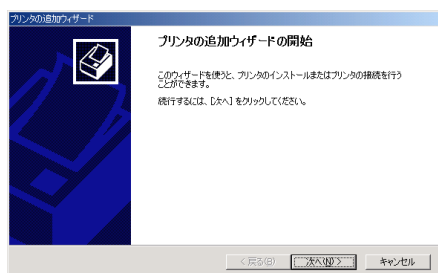 プリンタの追加ウィザード
プリンタの追加ウィザードの開始
このウィザードを使うと、プリンタのインストールまたはプリンタの接続を行う
ことができます。
続行するには、[次へ] をクリックしてください。
< 戻る(B)
次へ(N) >
キャンセル